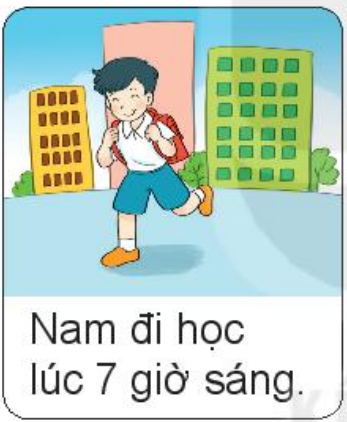 Nam đi học
lúc 7 giờ sáng.